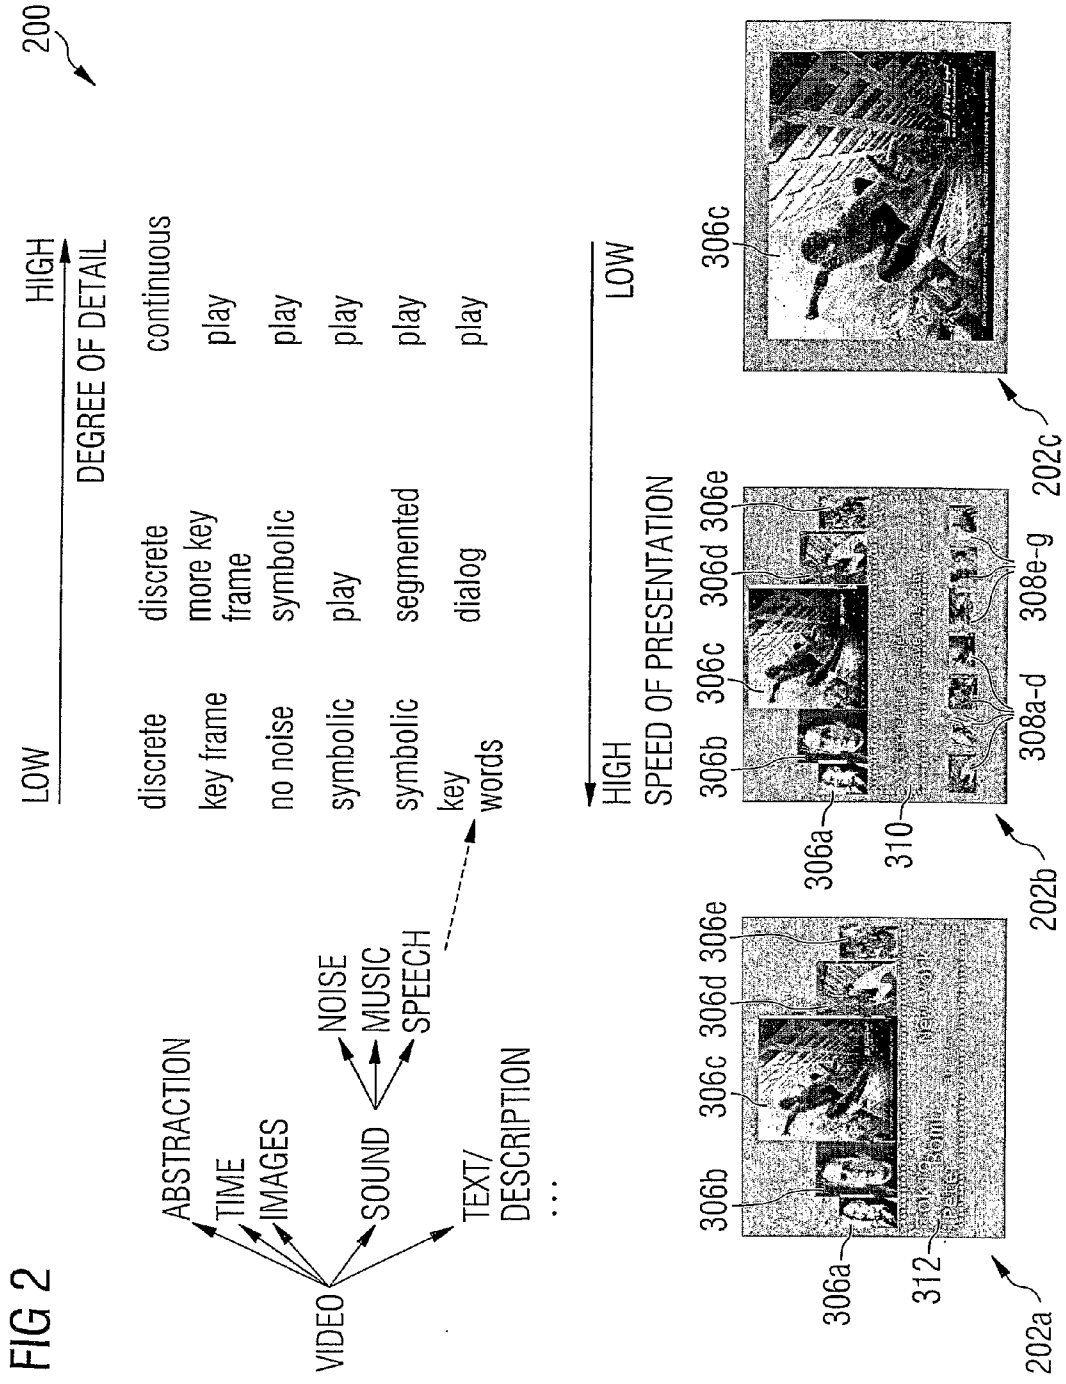 FIG 2
200
LOW
HIGH
DEGREE OF DETAIL
VIDEO
ABSTRACTION
TIME
IMAGES
SOUND
NOISE
MUSIC
SPEECH
TEXT/
DESCRIPTION
...
discrete
discrete
continuous
key frame
more key
frame
play
no noise
symbolic
play
symbolic
play
play
symbolic
segmented
play
key
words
dialog
play
HIGH
LOW
SPEED OF PRESENTATION
306a
306b
306c
306d
306e
312
202a
306a
306b
306c
306d
306e
310
308a-d
308e-g
202b
306c
202c